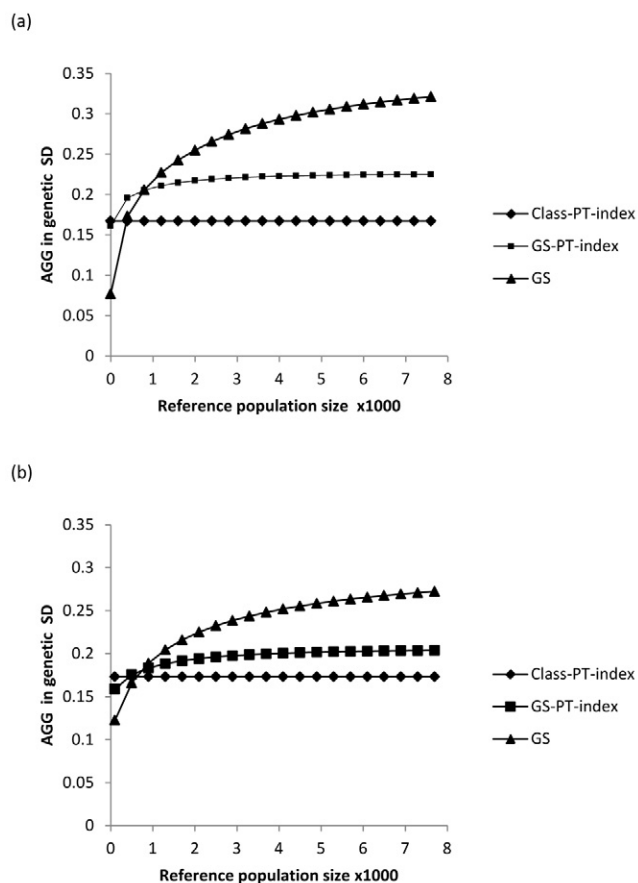 (a)
AGG in genetic SD
0.35
0.3
0.25
0.2
0.15
0.1
0.05
0
0 1 2 3 4 5 6 7 8
Reference population size x1000
Class-PT-index
GS-PT-index
GS
(b)
AGG in genetic SD
0.35
0.3
0.25
0.2
0.15
0.1
0.05
0
0 1 2 3 4 5 6 7 8
Reference population size x1000
Class-PT-index
GS-PT-index
GS